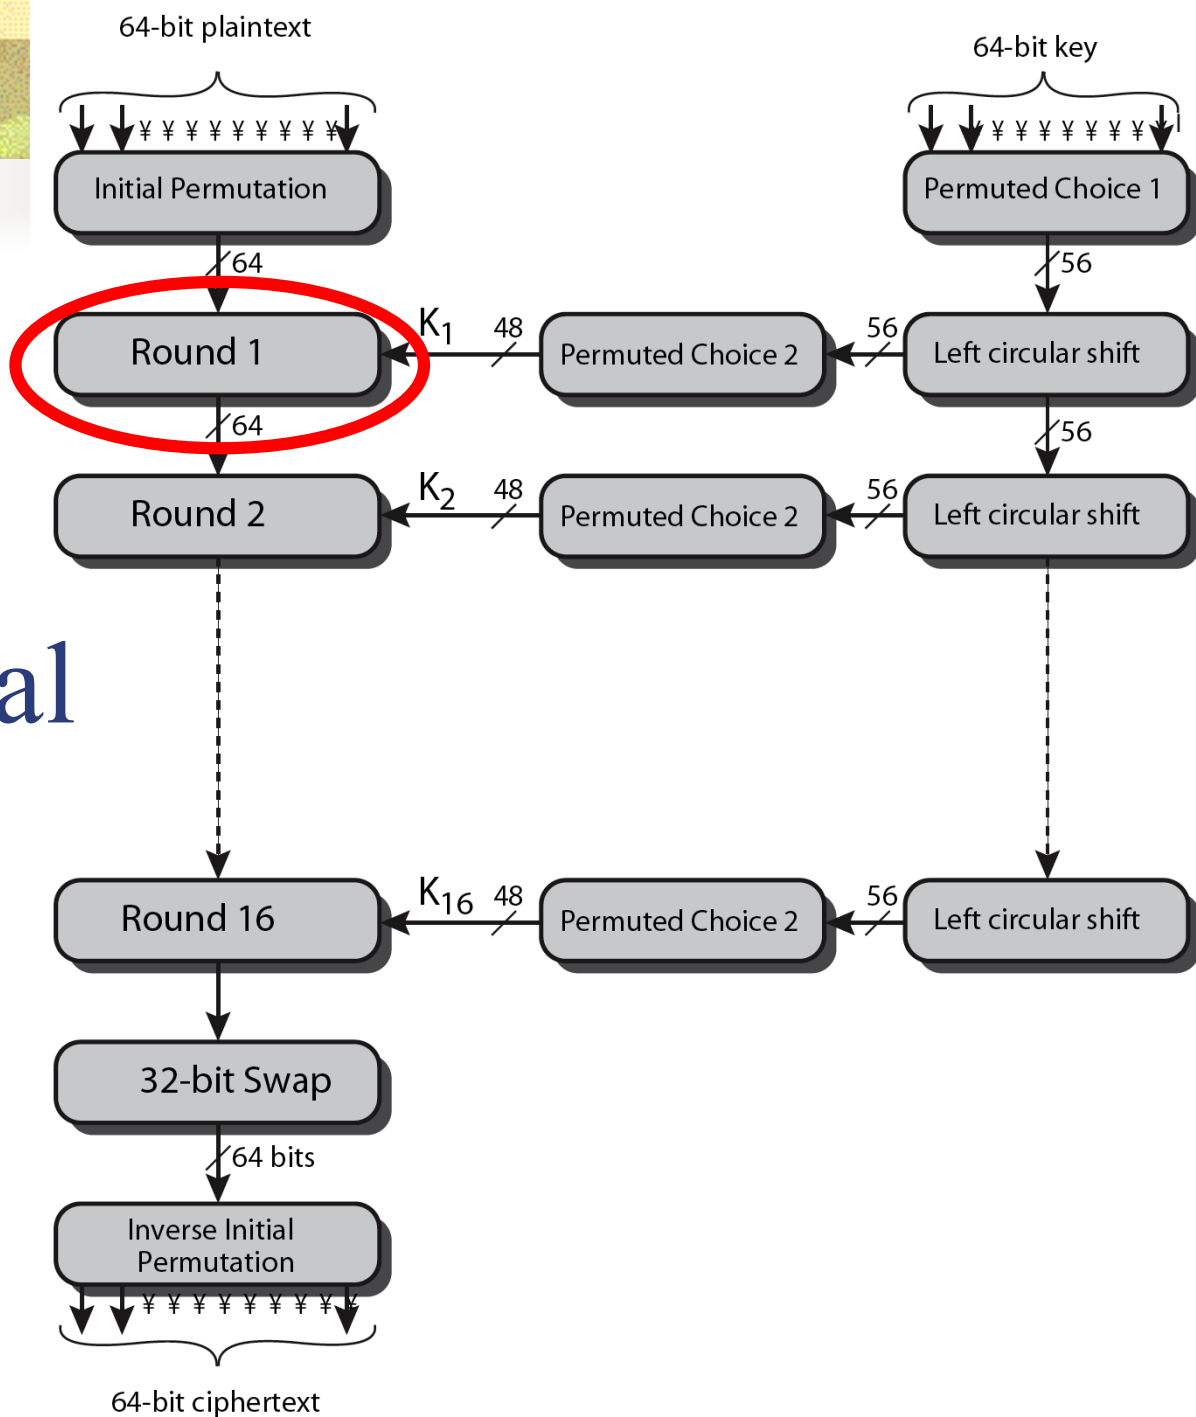 64-bit plaintext
64-bit key
¥ ¥ ¥ ¥ ¥ ¥ ¥ ¥ ¥
¥ ¥ ¥ ¥ ¥ ¥ ¥ ¥
Initial Permutation
Permuted Choice 1
64
56
Round 1
K1
48
Permuted Choice 2
56
Left circular shift
64
56
Round 2
K2
48
Permuted Choice 2
56
Left circular shift
al
Round 16
K16
48
Permuted Choice 2
56
Left circular shift
32-bit Swap
64 bits
Inverse Initial
Permutation
¥ ¥ ¥ ¥ ¥ ¥ ¥ ¥ ¥
64-bit ciphertext